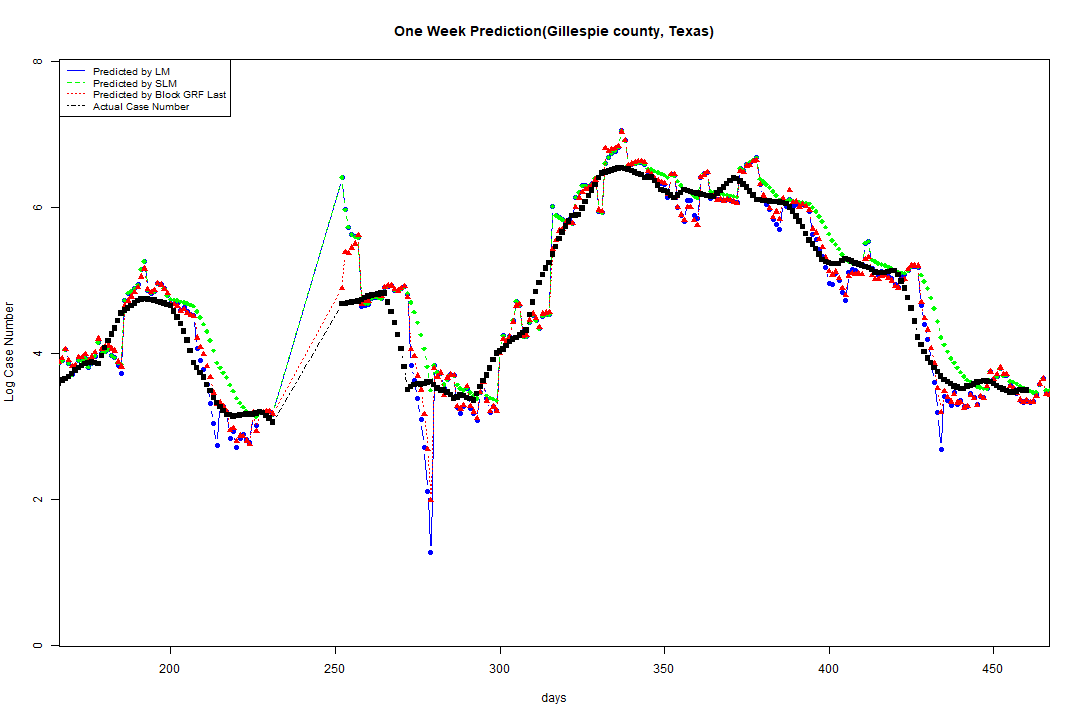 One Week Prediction(Gillespie county, Texas)
Predicted by LM
Predicted by SLM
Predicted by Block GRF Last
Actual Case Number
8
6
4
2
0
Log Case Number
200
250
300
350
400
450
days